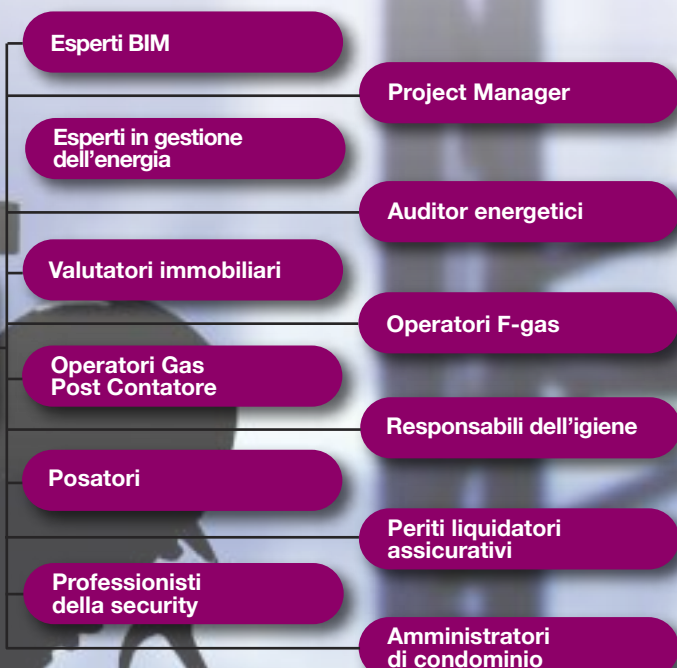 Esperti BIM
Project Manager
Esperti in gestione
dell'energia
Auditor energetici
Valutatori immobiliari
Operatori F-gas
Operatori Gas
Post Contatore
Responsabili dell'igiene
Posatori
Periti liquidatori
assicurativi
Professionisti
della security
Amministratori
di condominio